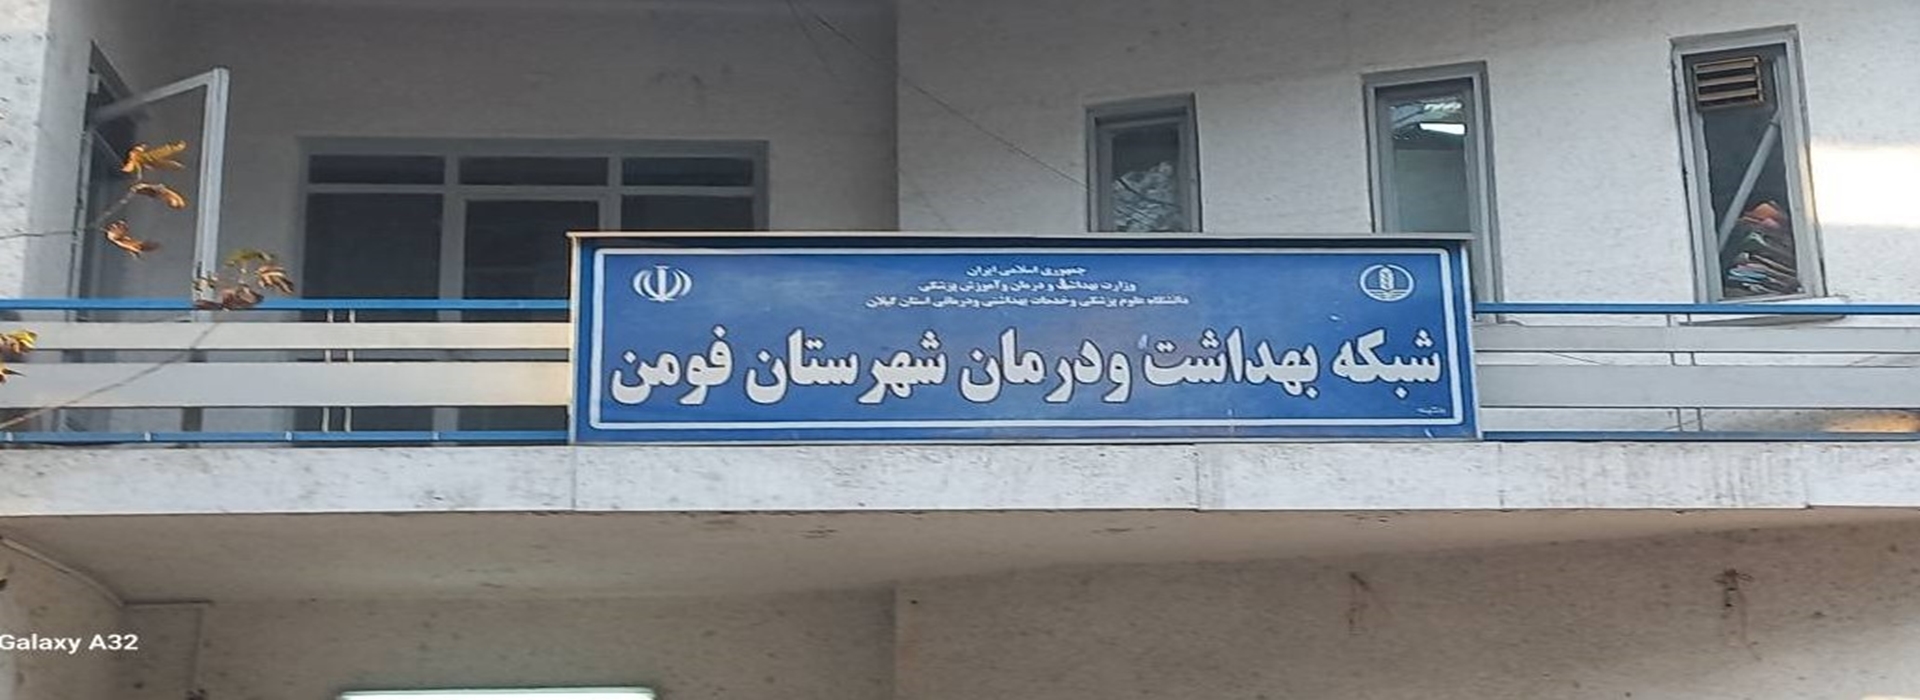 جمهوری اسلامی ایران
وزارت بهداشت و درمان و آموزش پزشکی
دانشگاه علوم پزشکی وخدمات بهداشتی ودرمانی استان گیلان
شبکه بهداشت ودرمان شهرستان فومن
Galaxy A32